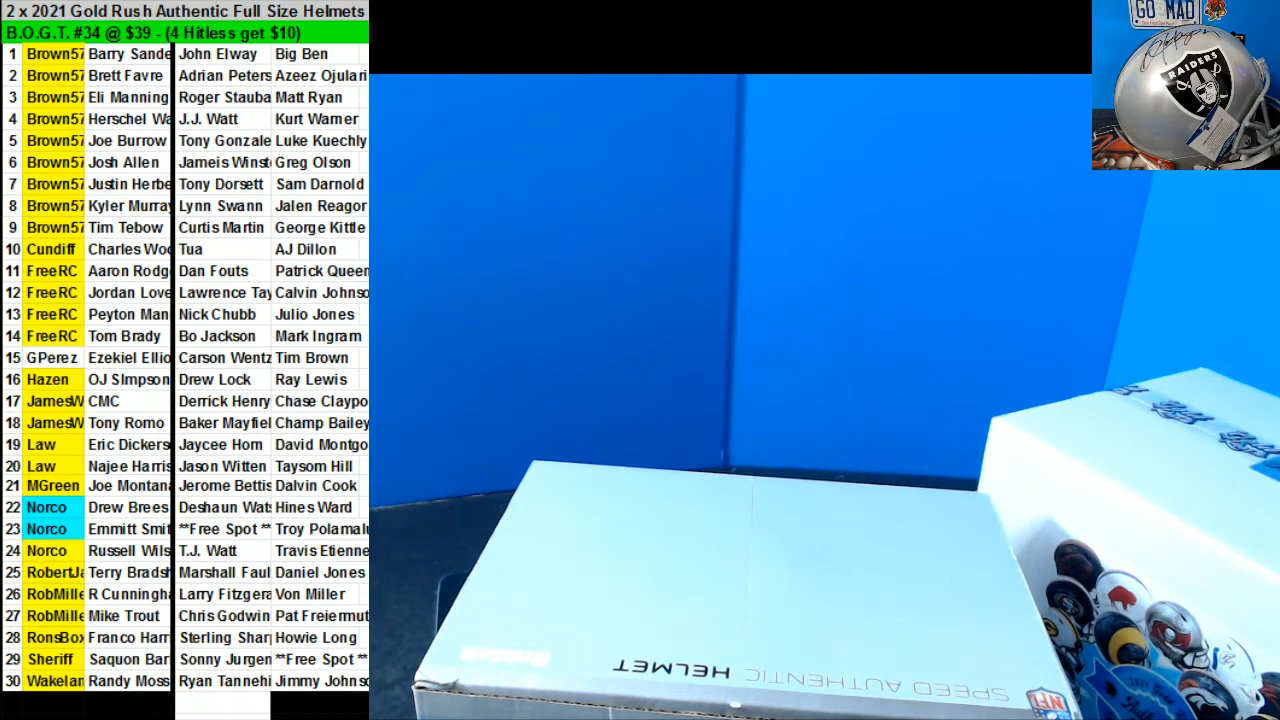 2 x 2021 Gold Rush Authentic Full Size Helmets
B.O.G.T. #34 @ $39 - (4 Hitless get $10)
1 Brown57 Barry Sande John Elway Big Ben
2 Brown57 Brett Favre Adrian Peters Azeez Ojulari
3 Brown57 Eli Manning Roger Stauba Matt Ryan
4 Brown57 Herschel Wa J.J. Watt Kurt Warner
5 Brown57 Joe Burrow Tony Gonzale Luke Kuechly
6 Brown57 Josh Allen Jameis Winst Greg Olson
7 Brown57 Justin Herbe Tony Dorsett Sam Darnold
8 Brown57 Kyler Murray Lynn Swann Jalen Reagor
9 Brown57 Tim Tebow Curtis Martin George Kittle
10 Cundiff Charles Woo Tua AJ Dillon
11 FreeRC Aaron Rodg Dan Fouts Patrick Queen
12 FreeRC Jordan Love Lawrence Tay Calvin Johnso
13 FreeRC Peyton Man Nick Chubb Julio Jones
14 FreeRC Tom Brady Bo Jackson Mark Ingram
15 GPerez Ezekiel Ellio Carson Wentz Tim Brown
16 Hazen OJ SImpson Drew Lock Ray Lewis
17 JamesW CMC Derrick Henry Chase Claypo
18 JamesW Tony Romo Baker Mayfiel Champ Bailey
19 Law Eric Dickers Jaycee Horn David Montgo
20 Law Najee Harris Jason Witten Taysom Hill
21 MGreen Joe Montana Jerome Bettis Dalvin Cook
22 Norco Drew Brees Deshaun Wats Hines Ward
23 Norco Emmitt Smit **Free Spot ** Troy Polamalu
24 Norco Russell Wils T.J. Watt Travis Etienne
25 RobertJa Terry Bradsh Marshall Faul Daniel Jones
26 RobMille R Cunningha Larry Fitzgera Von Miller
27 RobMille Mike Trout Chris Godwin Pat Freiermut
28 RonsBox Franco Harr Sterling Shar Howie Long
29 Sheriff Saquon Bar Sonny Jurgen **Free Spot **
30 Wakelan Randy Moss Ryan Tannehi Jimmy Johns
GO MAD
RAIDERS
SPEED AUTHENTIC HELMET
NFL